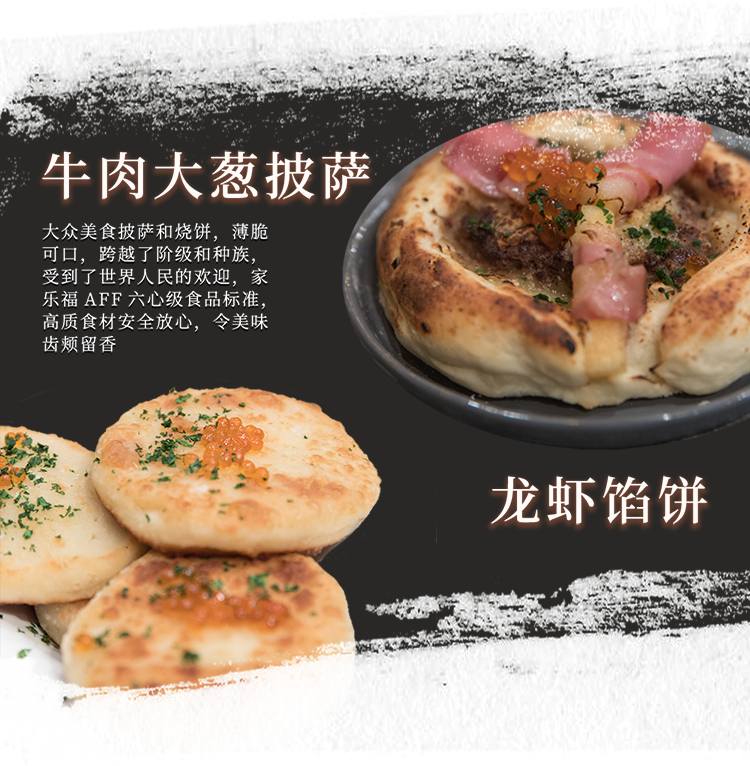 牛肉大葱披萨
大众美食披萨和烧饼，薄脆
可口，跨越了阶级和种族，
受到了世界人民的欢迎，家
乐福 AFF 六心级食品标准，
高质食材安全放心，令美味
齿颊留香
龙虾馅饼